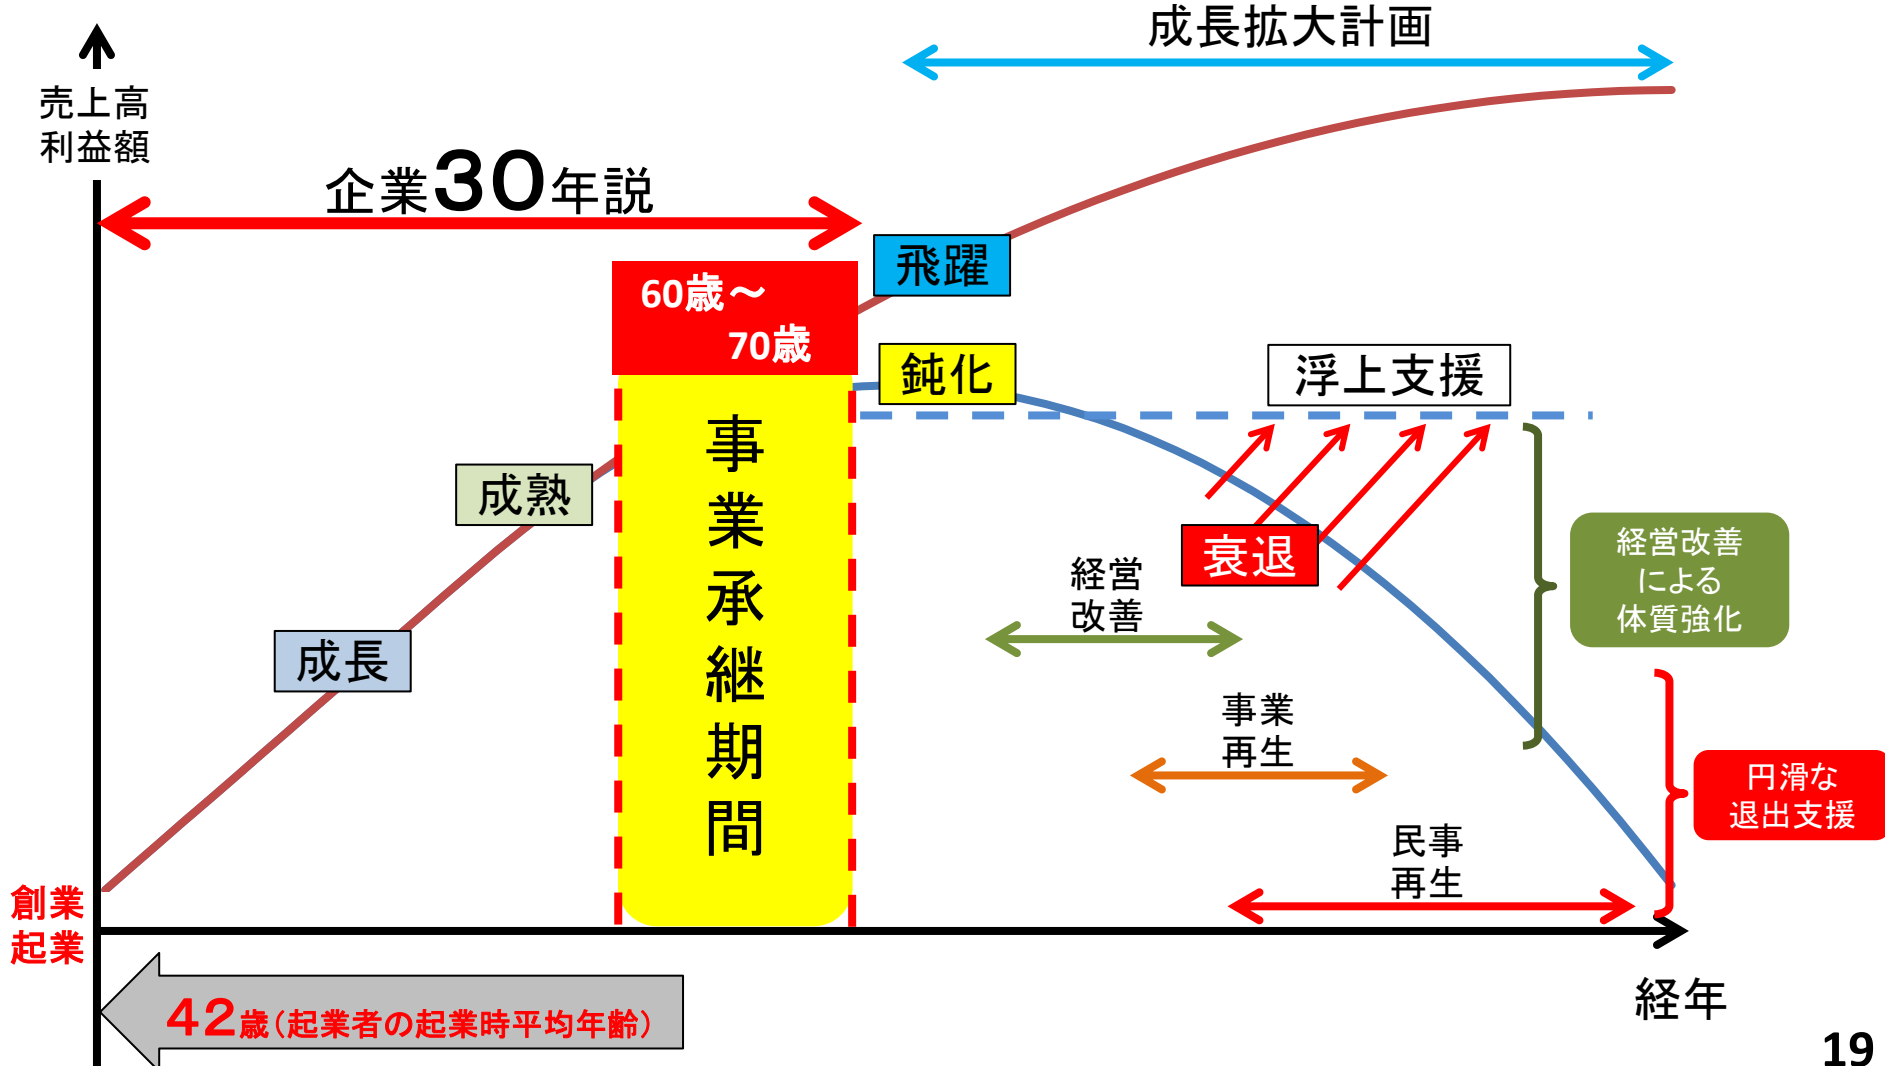 成長拡大計画
売上高
利益額
企業30年説
飛躍
60歳～
70歳
鈍化
浮上支援
事業承継期間
成熟
衰退
経営改善
による
体質強化
経営
改善
成長
事業
再生
円滑な
退出支援
民事
再生
創業
起業
経年
42歳(起業者の起業時平均年齢)
19